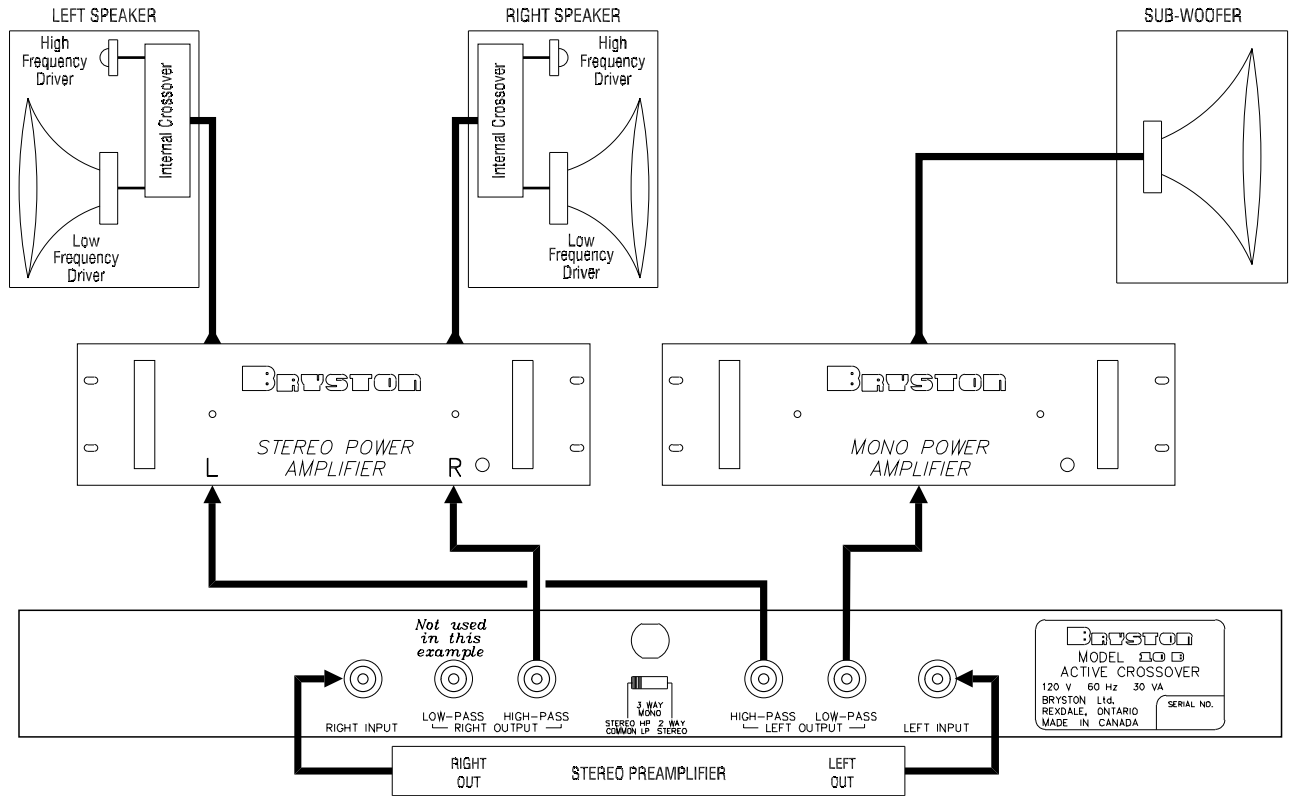 LEFT SPEAKER
RIGHT SPEAKER
SUB-WOOFER
High
Frequency
Driver
Internal Crossover
Low
Frequency
Driver
High
Frequency
Driver
Internal Crossover
Low
Frequency
Driver
BRYSTON
STEREO POWER
AMPLIFIER
L
R
BRYSTON
MONO POWER
AMPLIFIER
Not used
in this
example
RIGHT INPUT
LOW-PASS
HIGH-PASS
RIGHT OUTPUT
3 WAY
MONO
STEREO HP 2 WAY
COMMON LP STEREO
HIGH-PASS
LOW-PASS
LEFT OUTPUT
LEFT INPUT
BRYSTON
MODEL 10B
ACTIVE CROSSOVER
120 V 60 Hz 30 VA
BRYSTON Ltd.
REXDALE, ONTARIO
MADE IN CANADA
SERIAL NO.
RIGHT
OUT
STEREO PREAMPLIFIER
LEFT
OUT